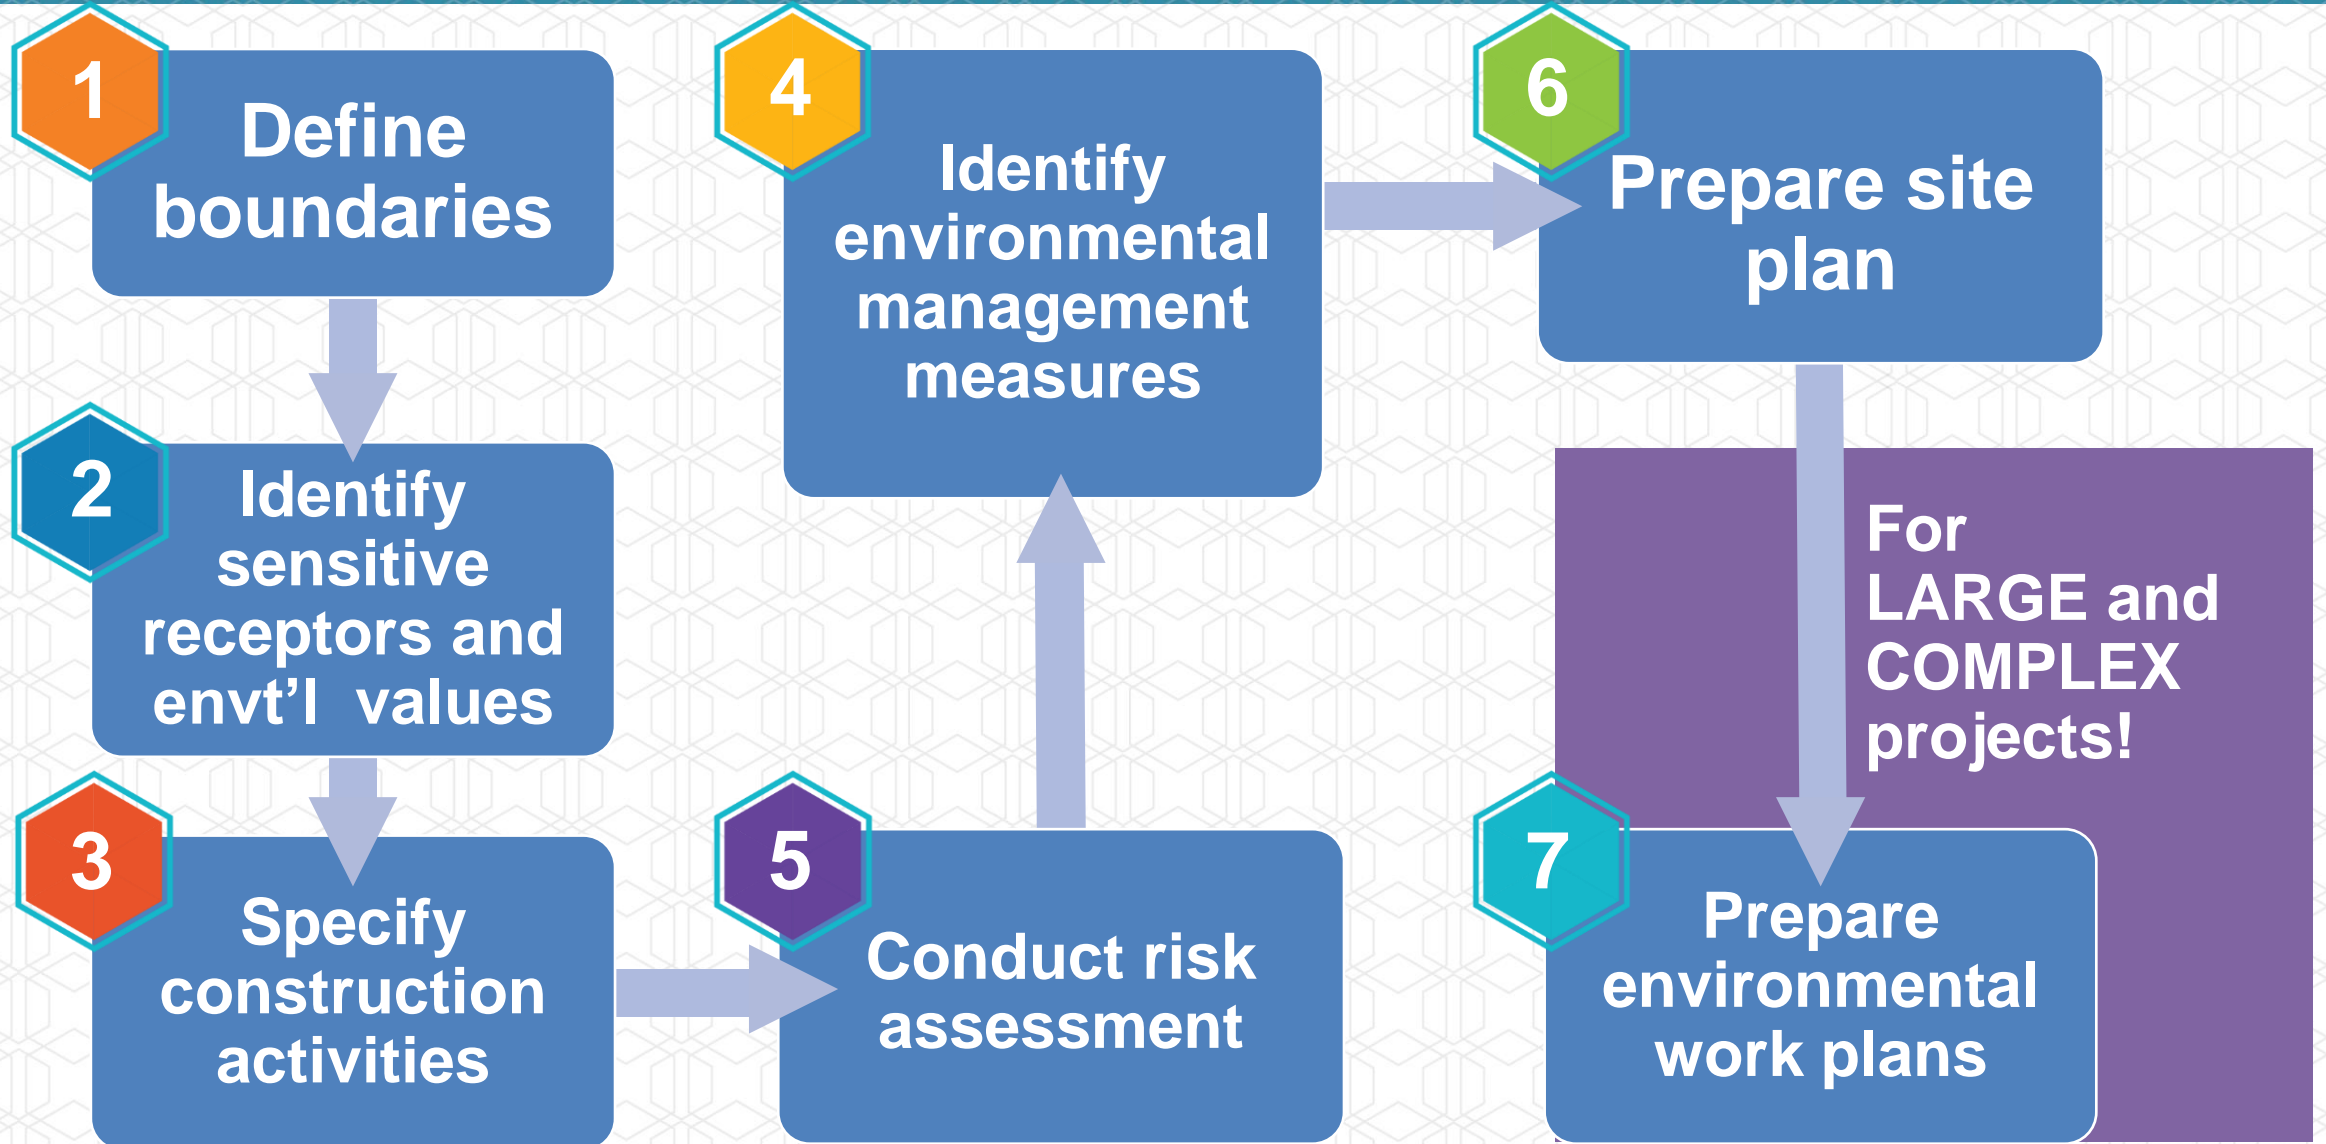 1
Define
boundaries
2
Identify
sensitive
receptors and
envt’l  values
3
Specify
construction
activities
4
Identify
environmental
management
measures
5
Conduct risk
assessment
6
Prepare site
plan
For
LARGE and
COMPLEX
projects!
7
Prepare
environmental
work plans